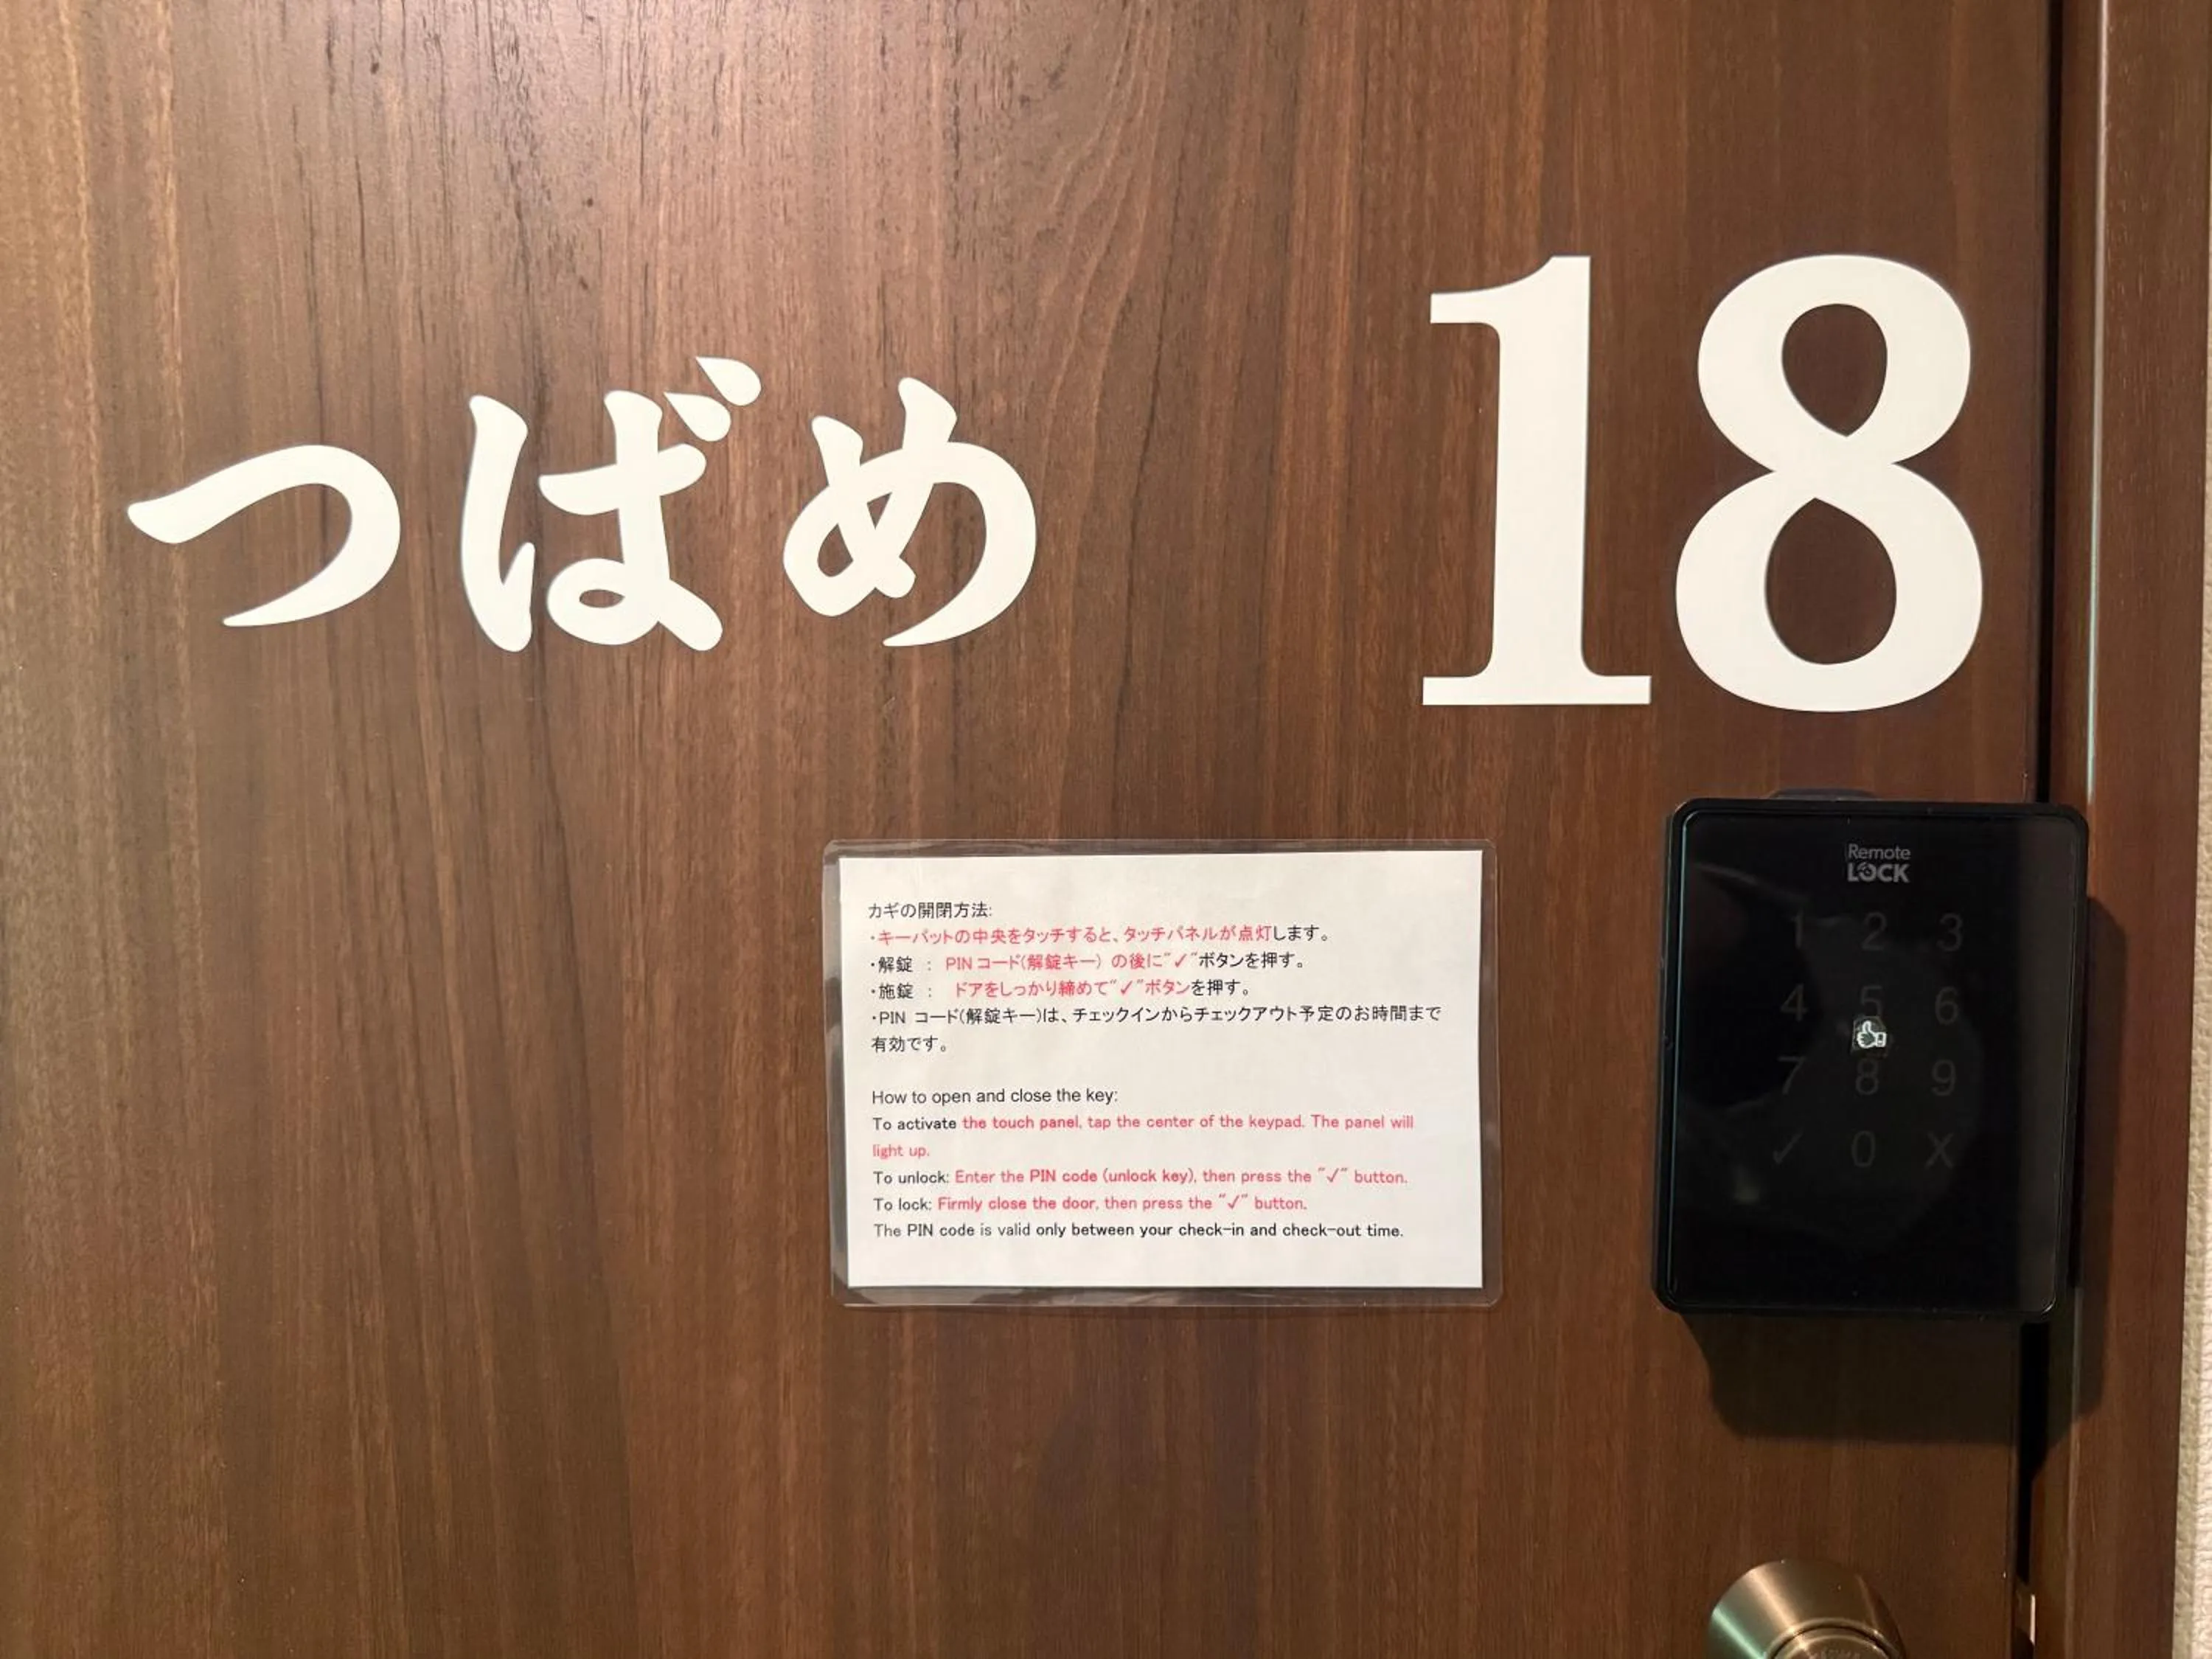 つばめ 18
カギの開閉方法:
・キーパットの中央をタッチすると、タッチパネルが点灯します。
・解錠 : PINコード(解錠キー) の後に"✓"ボタンを押す。
・施錠 : ドアをしっかり締めて"✓"ボタンを押す。
・PIN コード(解錠キー)は、チェックインからチェックアウト予定のお時間まで
有効です。
How to open and close the key:
To activate the touch panel, tap the center of the keypad. The panel will
light up.
To unlock: Enter the PIN code (unlock key), then press the "✓" button.
To lock: Firmly close the door, then press the "✓" button.
The PIN code is valid only between your check-in and check-out time.
Remote
LOCK
1 2 3
4 5 6
7 8 9
✓ 0 X